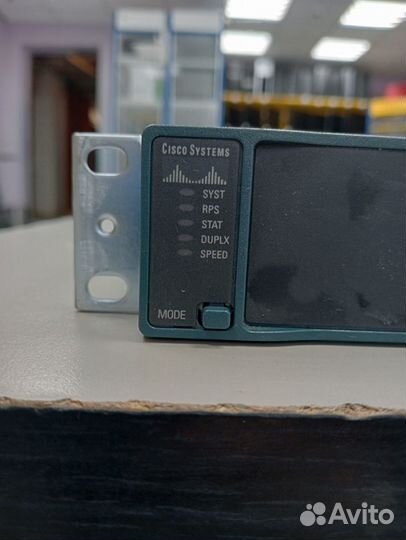 CISCO SYSTEMS
SYST
RPS
STAT
DUPLX
SPEED
MODE
Avito